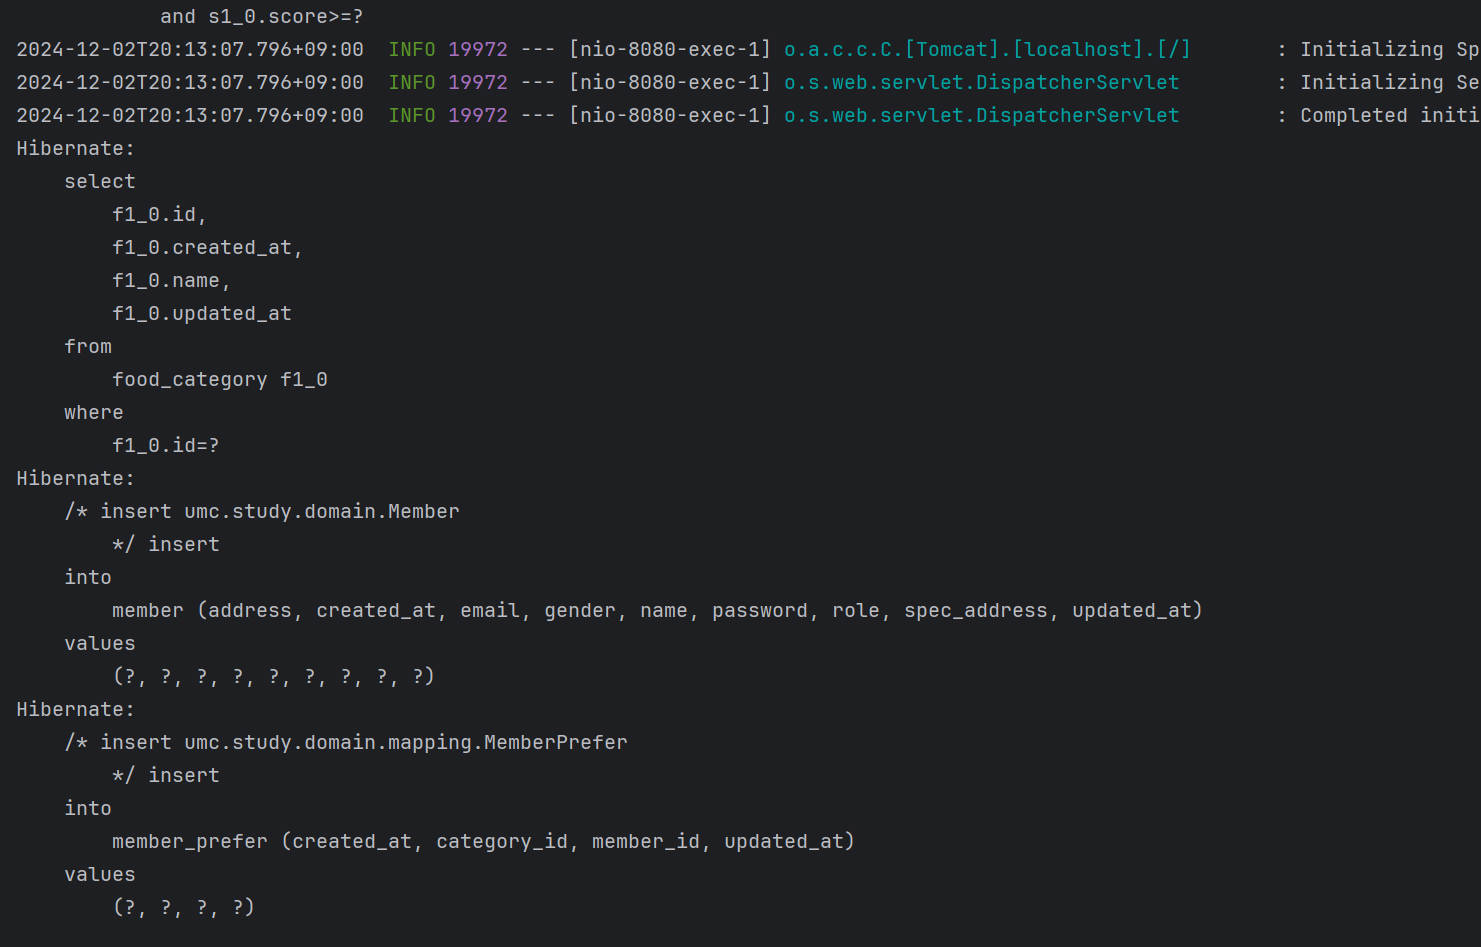 and s1_0.score>=?
2024-12-02T20:13:07.796+09:00  INFO 19972 --- [nio-8080-exec-1] o.a.c.c.C.[Tomcat].[localhost].[/]       : Initializing Sp
2024-12-02T20:13:07.796+09:00  INFO 19972 --- [nio-8080-exec-1] o.s.web.servlet.DispatcherServlet        : Initializing Se
2024-12-02T20:13:07.796+09:00  INFO 19972 --- [nio-8080-exec-1] o.s.web.servlet.DispatcherServlet        : Completed initi
Hibernate:
    select
        f1_0.id,
        f1_0.created_at,
        f1_0.name,
        f1_0.updated_at
    from
        food_category f1_0
    where
        f1_0.id=?
Hibernate:
    /* insert umc.study.domain.Member
        */ insert
    into
        member (address, created_at, email, gender, name, password, role, spec_address, updated_at)
    values
        (?, ?, ?, ?, ?, ?, ?, ?, ?)
Hibernate:
    /* insert umc.study.domain.mapping.MemberPrefer
        */ insert
    into
        member_prefer (created_at, category_id, member_id, updated_at)
    values
        (?, ?, ?, ?)